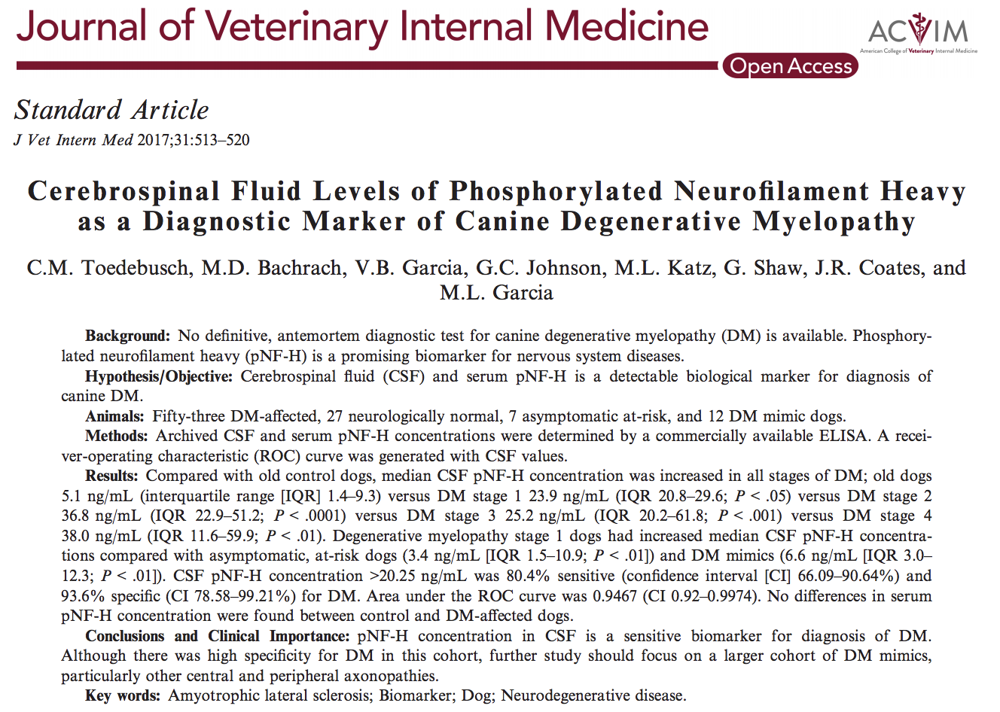 Journal of Veterinary Internal Medicine
ACVIM
American College of Veterinary Internal Medicine
Open Access
Standard Article
J Vet Intern Med 2017;31:513–520
Cerebrospinal Fluid Levels of Phosphorylated Neurofilament Heavy
as a Diagnostic Marker of Canine Degenerative Myelopathy
C.M. Toedebusch, M.D. Bachrach, V.B. Garcia, G.C. Johnson, M.L. Katz, G. Shaw, J.R. Coates, and
M.L. Garcia
Background: No definitive, antemortem diagnostic test for canine degenerative myelopathy (DM) is available. Phosphory-
lated neurofilament heavy (pNF-H) is a promising biomarker for nervous system diseases.
Hypothesis/Objective: Cerebrospinal fluid (CSF) and serum pNF-H is a detectable biological marker for diagnosis of
canine DM.
Animals: Fifty-three DM-affected, 27 neurologically normal, 7 asymptomatic at-risk, and 12 DM mimic dogs.
Methods: Archived CSF and serum pNF-H concentrations were determined by a commercially available ELISA. A recei-
ver-operating characteristic (ROC) curve was generated with CSF values.
Results: Compared with old control dogs, median CSF pNF-H concentration was increased in all stages of DM; old dogs
5.1 ng/mL (interquartile range [IQR] 1.4–9.3) versus DM stage 1 23.9 ng/mL (IQR 20.8–29.6; P < .05) versus DM stage 2
36.8 ng/mL (IQR 22.9–51.2; P < .0001) versus DM stage 3 25.2 ng/mL (IQR 20.2–61.8; P < .001) versus DM stage 4
38.0 ng/mL (IQR 11.6–59.9; P < .01). Degenerative myelopathy stage 1 dogs had increased median CSF pNF-H concentra-
tions compared with asymptomatic, at-risk dogs (3.4 ng/mL [IQR 1.5–10.9; P < .01]) and DM mimics (6.6 ng/mL [IQR 3.0–
12.3; P < .01]). CSF pNF-H concentration >20.25 ng/mL was 80.4% sensitive (confidence interval [CI] 66.09–90.64%) and
93.6% specific (CI 78.58–99.21%) for DM. Area under the ROC curve was 0.9467 (CI 0.92–0.9974). No differences in serum
pNF-H concentration were found between control and DM-affected dogs.
Conclusions and Clinical Importance: pNF-H concentration in CSF is a sensitive biomarker for diagnosis of DM.
Although there was high specificity for DM in this cohort, further study should focus on a larger cohort of DM mimics,
particularly other central and peripheral axonopathies.
Key words: Amyotrophic lateral sclerosis; Biomarker; Dog; Neurodegenerative disease.